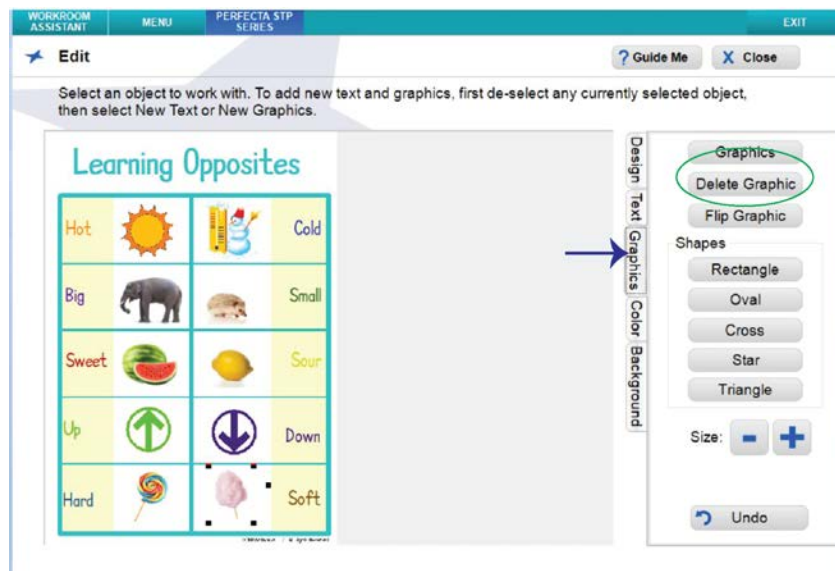 WORKROOM ASSISTANT MENU PERFECTA STP SERIES EXIT
Edit ? Guide Me X Close
Select an object to work with. To add new text and graphics, first de-select any currently selected object,
then select New Text or New Graphics.
Learning Opposites
Hot Cold
Big Small
Sweet Sour
Up Down
Hard Soft
Design
Text
Graphics
Color
Background
Graphics
Delete Graphic
Flip Graphic
Shapes
Rectangle
Oval
Cross
Star
Triangle
Size: - +
Undo